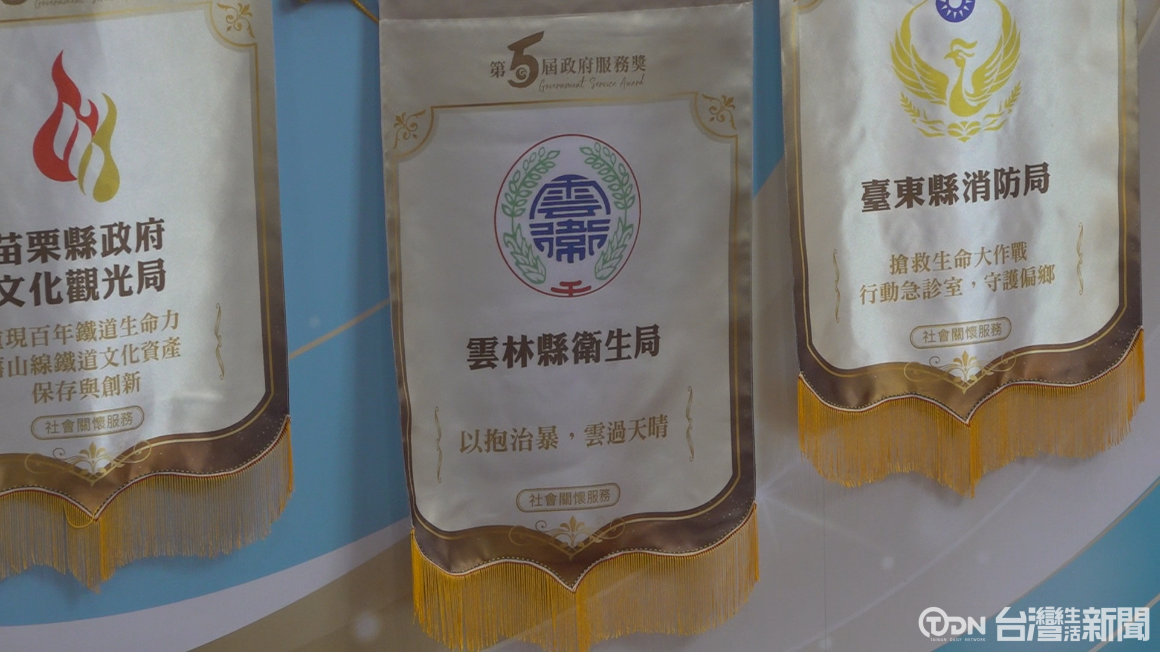 苗栗縣政府
文化觀光局
現百年鐵道生命力
山線鐵道文化資產
保存與創新
社會關懷服務
第5屆政府服務獎
Government Service Award
雲衛
雲林縣衛生局
以抱治暴，雲過天晴
社會關懷服務
臺東縣消防局
搶救生命大作戰
行動急診室，守護偏鄉
社會關懷服務
TDN 台灣生活新聞
TAIWAN DAILY NETWORK